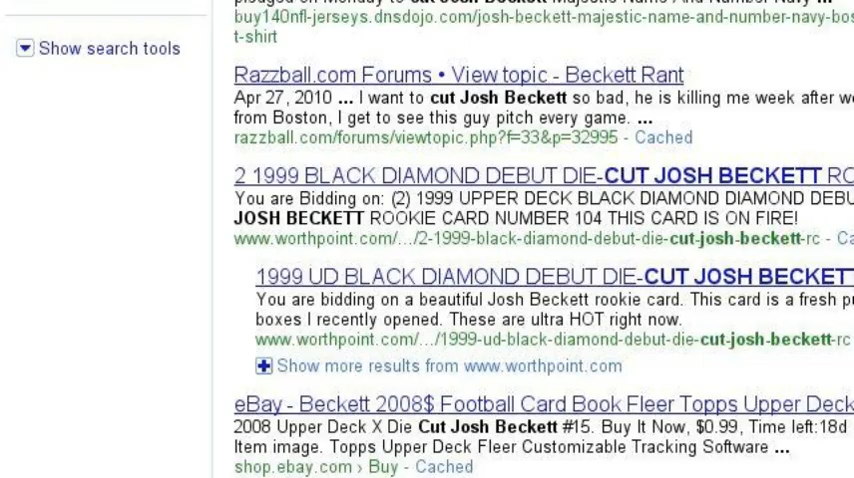 pledged on Monday to cut Josh Beckett Majestic Name And Number Navy ...
buy140nfl-jerseys.dnsdojo.com/josh-beckett-majestic-name-and-number-navy-bos
t-shirt
Show search tools
Razzball.com Forums • View topic - Beckett Rant
Apr 27, 2010 ... I want to cut Josh Beckett so bad, he is killing me week after we
from Boston, I get to see this guy pitch every game. ...
razzball.com/forums/viewtopic.php?f=33&p=32995 - Cached
2 1999 BLACK DIAMOND DEBUT DIE-CUT JOSH BECKETT RO
You are Bidding on: (2) 1999 UPPER DECK BLACK DIAMOND DIAMOND DEBU
JOSH BECKETT ROOKIE CARD NUMBER 104 THIS CARD IS ON FIRE!
www.worthpoint.com/.../2-1999-black-diamond-debut-die-cut-josh-beckett-rc - Ca
1999 UD BLACK DIAMOND DEBUT DIE-CUT JOSH BECKETT
You are bidding on a beautiful Josh Beckett rookie card. This card is a fresh pu
boxes I recently opened. These are ultra HOT right now.
www.worthpoint.com/.../1999-ud-black-diamond-debut-die-cut-josh-beckett-rc
Show more results from www.worthpoint.com
eBay - Beckett 2008$ Football Card Book Fleer Topps Upper Deck
2008 Upper Deck X Die Cut Josh Beckett #15. Buy It Now, $0.99, Time left:18d
Item image. Topps Upper Deck Fleer Customizable Tracking Software ...
shop.ebay.com › Buy - Cached